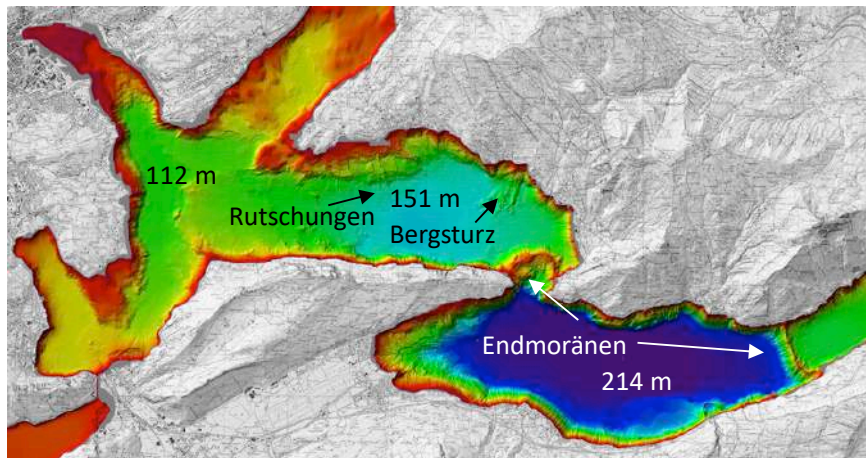 112 m
151 m
Rutschungen
Bergsturz
Endmoränen
214 m